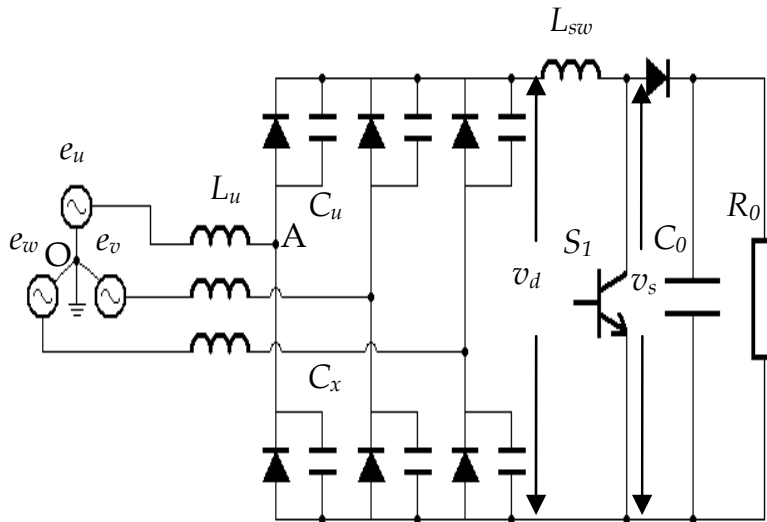 L_sw
e_u
L_u
C_u
e_w
e_v
O
A
v_d
S_1
v_s
C_0
R_0
C_x